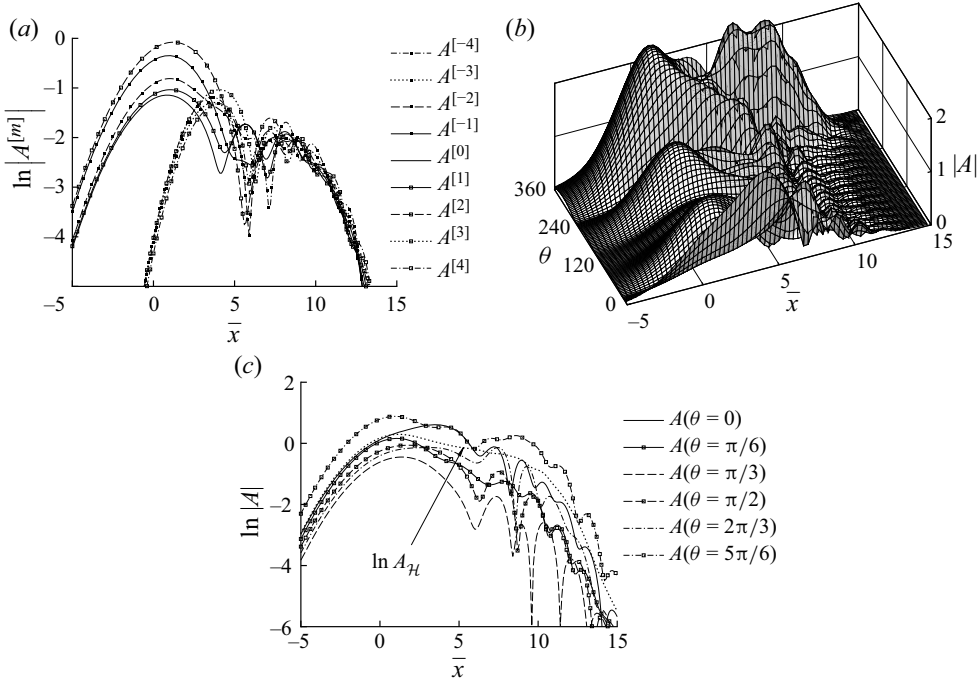 (a)
0
−1
−2
−3
−4
ln|A^[m]|
−5
0
5
10
15
x̅
A^[−4]
A^[−3]
A^[−2]
A^[−1]
A^[0]
A^[1]
A^[2]
A^[3]
A^[4]
(b)
2
1
0
|A|
360
240
120
0
θ
−5
0
5
10
15
x̅
(c)
2
0
−2
−4
−6
ln |A|
ln A_ℋ
−5
0
5
10
15
x̅
A(θ = 0)
A(θ = π/6)
A(θ = π/3)
A(θ = π/2)
A(θ = 2π/3)
A(θ = 5π/6)